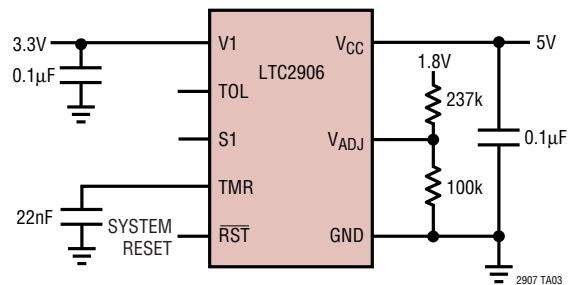 3.3V
V1
VCC
5V
0.1µF
LTC2906
1.8V
TOL
237k
S1
VADJ
0.1µF
TMR
100k
22nF
SYSTEM
RESET
RST
GND
2907 TA03